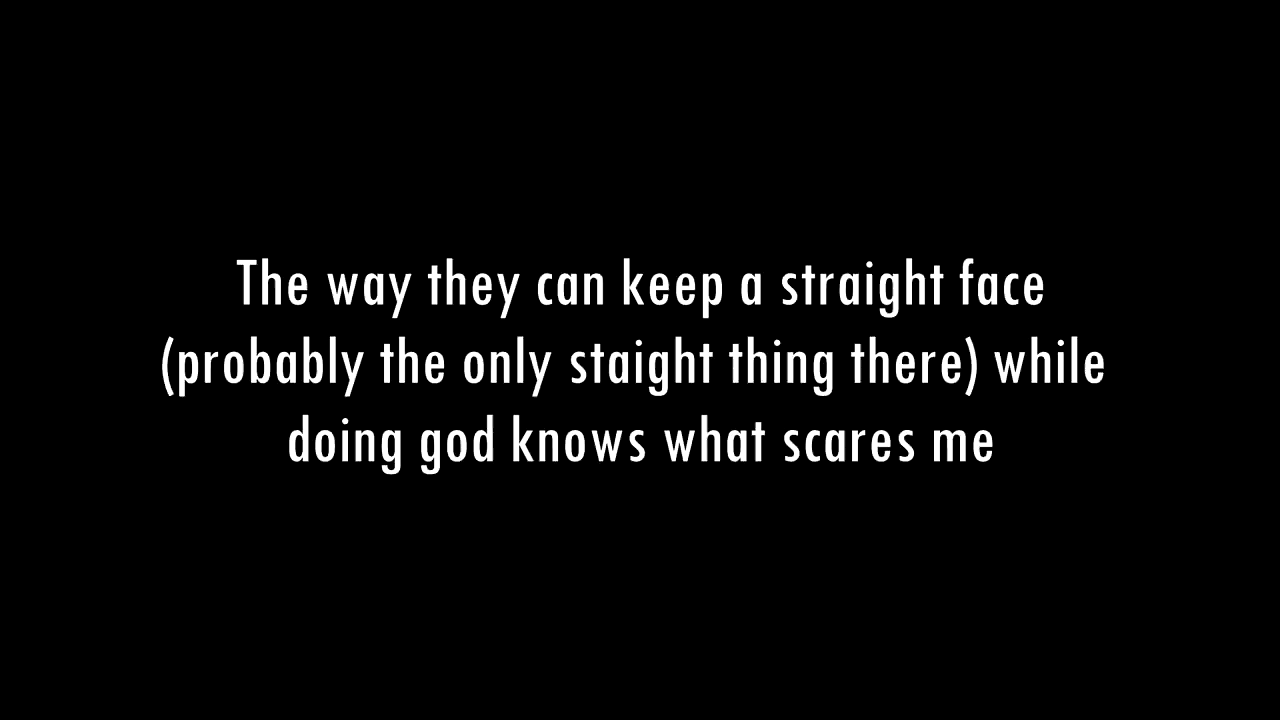 The way they can keep a straight face
(probably the only staight thing there) while
doing god knows what scares me